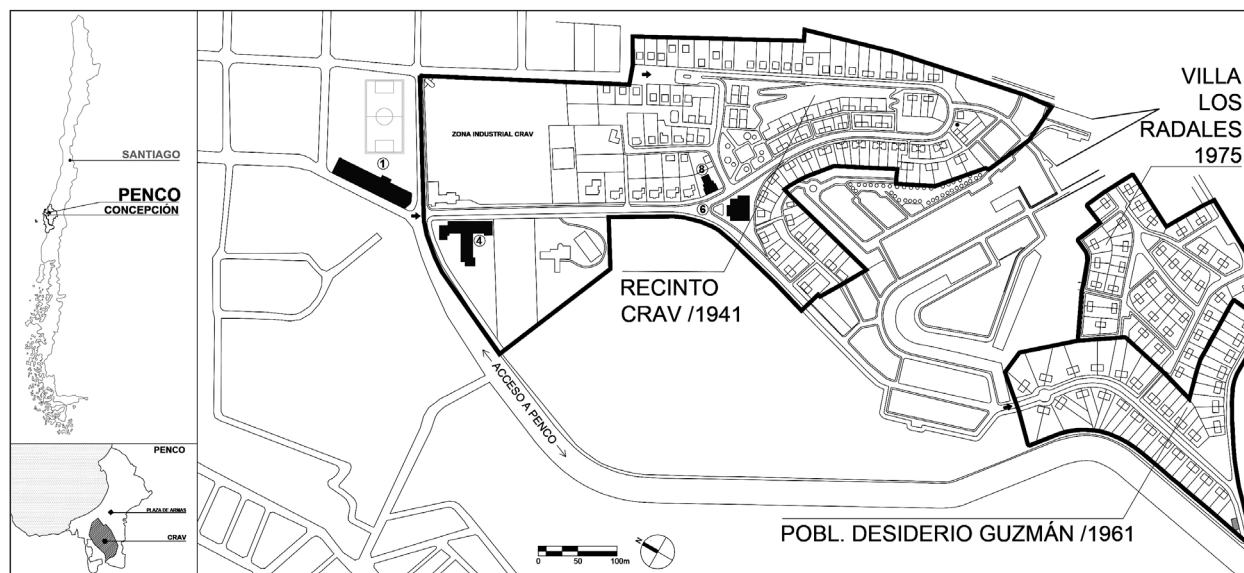 SANTIAGO
PENCO
CONCEPCIÓN
PENCO
PLAZA DE ARMAS
CRAV
ZONA INDUSTRIAL CRAV
1
4
8
6
RECINTO
CRAV /1941
VILLA
LOS
RADALES
1975
ACCESO A PENCO
POBL. DESIDERIO GUZMÁN /1961
0 50 100m
N